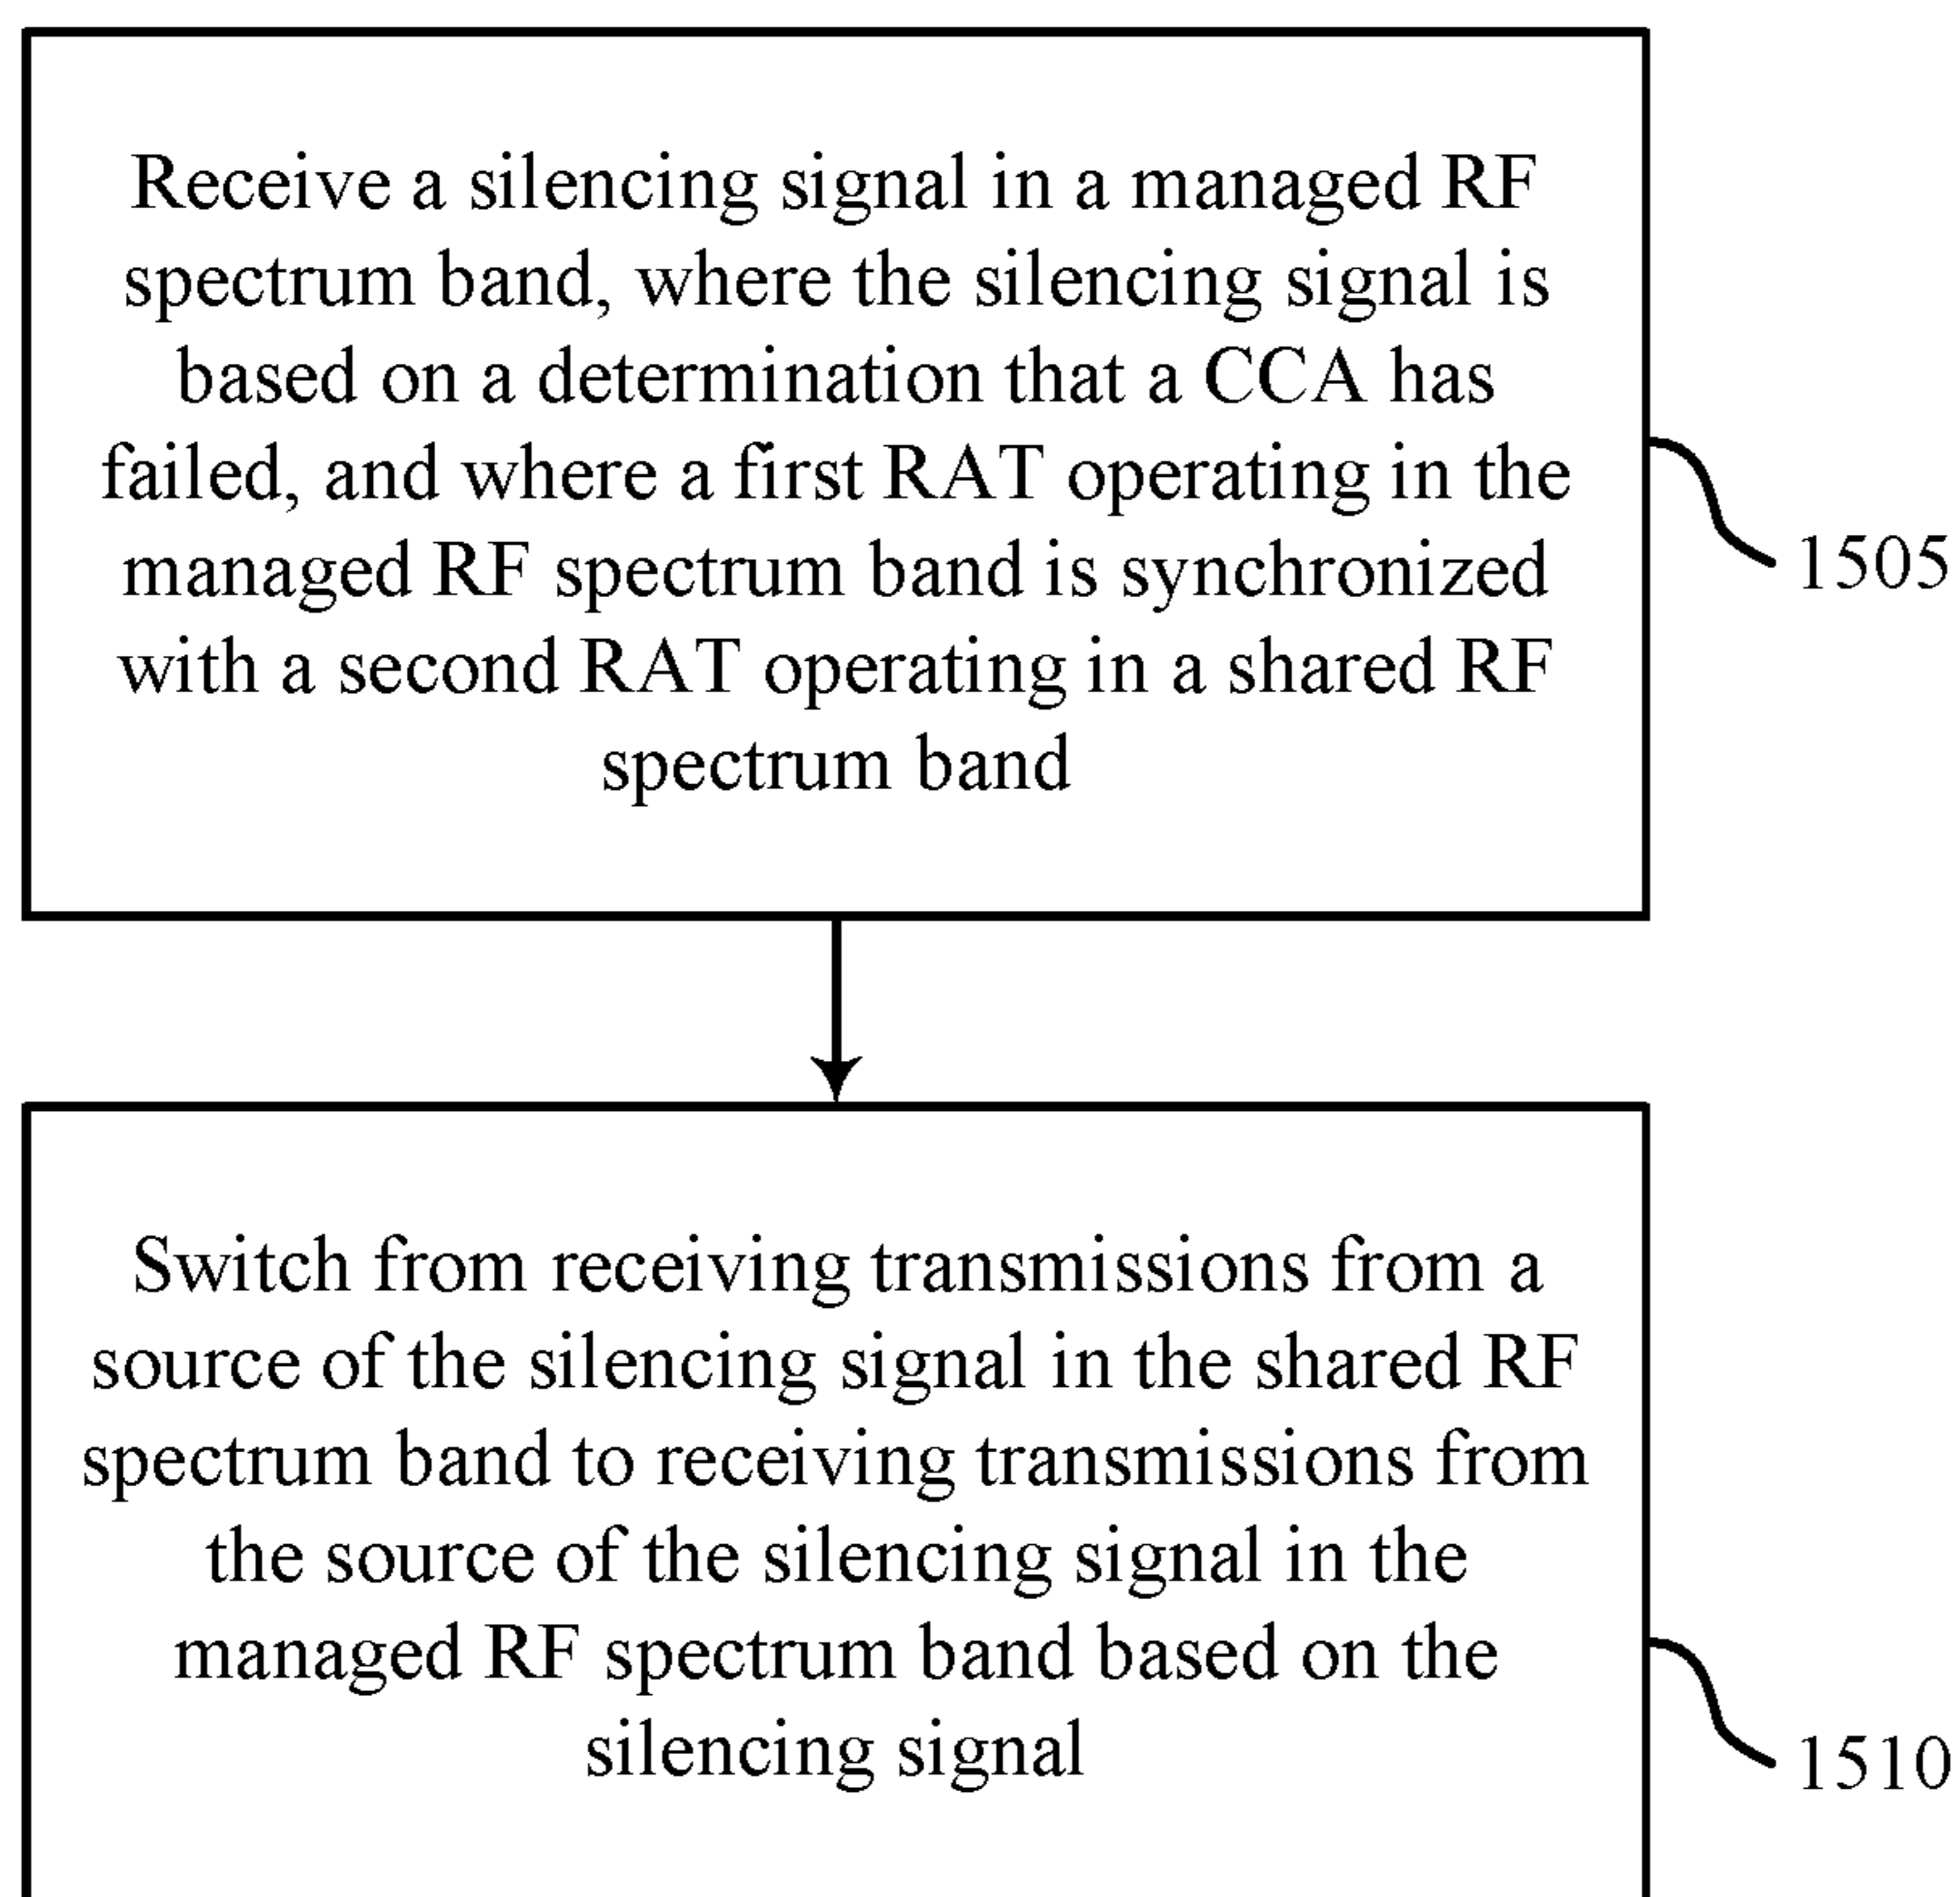 Receive a silencing signal in a managed RF
spectrum band, where the silencing signal is
based on a determination that a CCA has
failed, and where a first RAT operating in the
managed RF spectrum band is synchronized
with a second RAT operating in a shared RF
spectrum band
1505
Switch from receiving transmissions from a
source of the silencing signal in the shared RF
spectrum band to receiving transmissions from
the source of the silencing signal in the
managed RF spectrum band based on the
silencing signal
1510